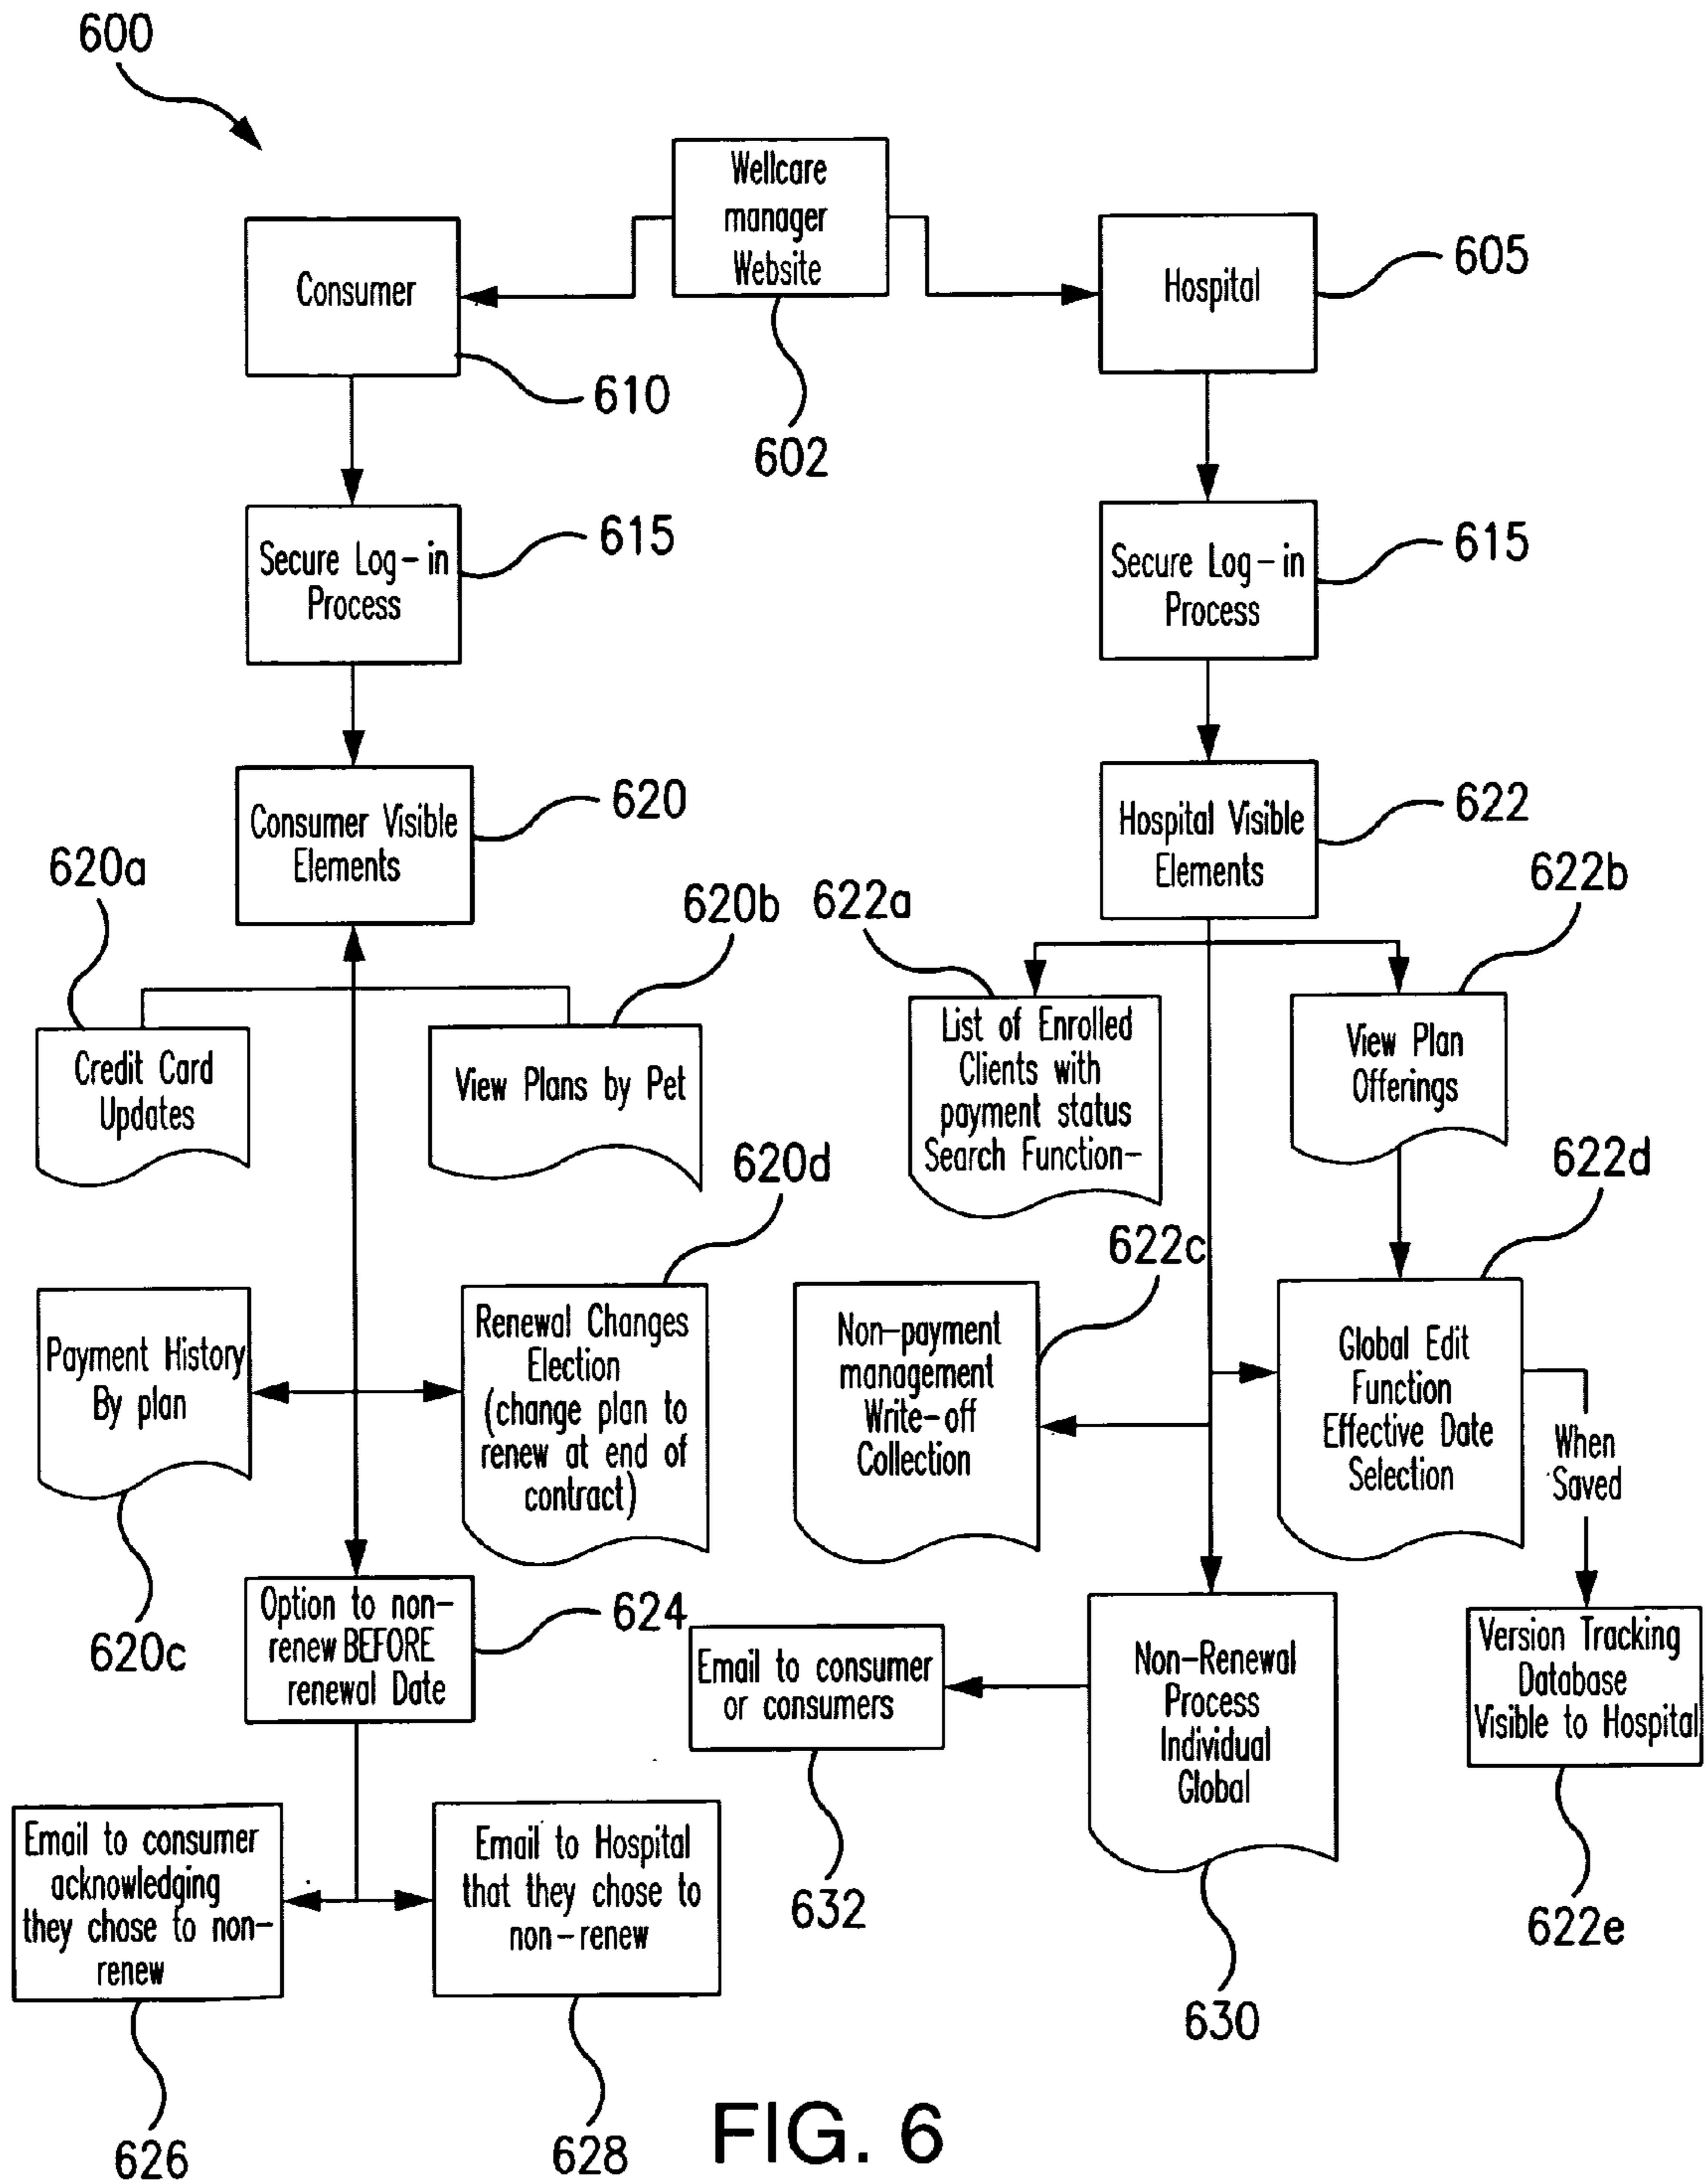 600
Wellcare
manager
Website
602
Consumer
610
Hospital
605
Secure Log-in
Process
615
Secure Log-in
Process
615
Consumer Visible
Elements
620
Hospital Visible
Elements
622
620a
620b
622a
622b
Credit Card
Updates
View Plans by Pet
List of Enrolled
Clients with
payment status
Search Function-
View Plan
Offerings
620d
622c
622d
Payment History
By plan
620c
Renewal Changes
Election
(change plan to
renew at end of
contract)
Non-payment
management
Write-off
Collection
Global Edit
Function
Effective Date
Selection
When
Saved
Option to non-
renew BEFORE
renewal Date
624
Email to consumer
or consumers
632
Non-Renewal
Process
Individual
Global
630
Version Tracking
Database
Visible to Hospital
622e
Email to consumer
acknowledging
they chose to non-
renew
626
Email to Hospital
that they chose to
non-renew
628
FIG. 6